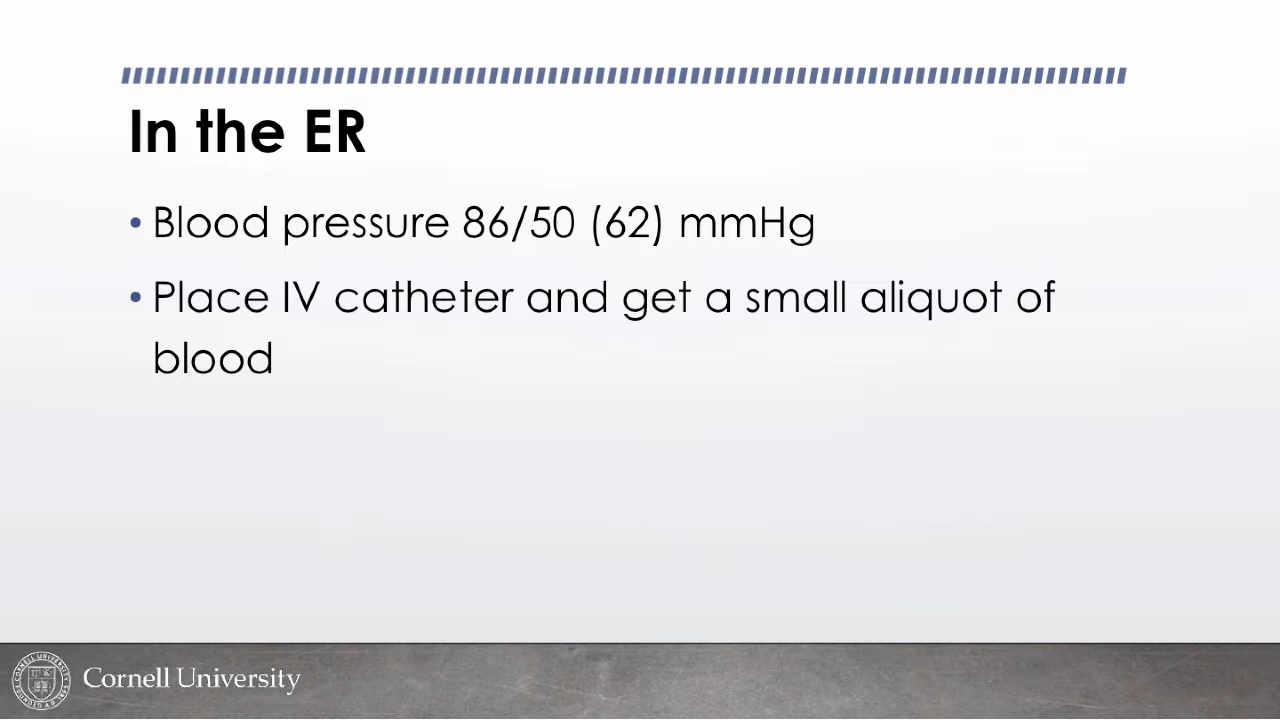 In the ER
• Blood pressure 86/50 (62) mmHg
• Place IV catheter and get a small aliquot of
blood
Cornell University